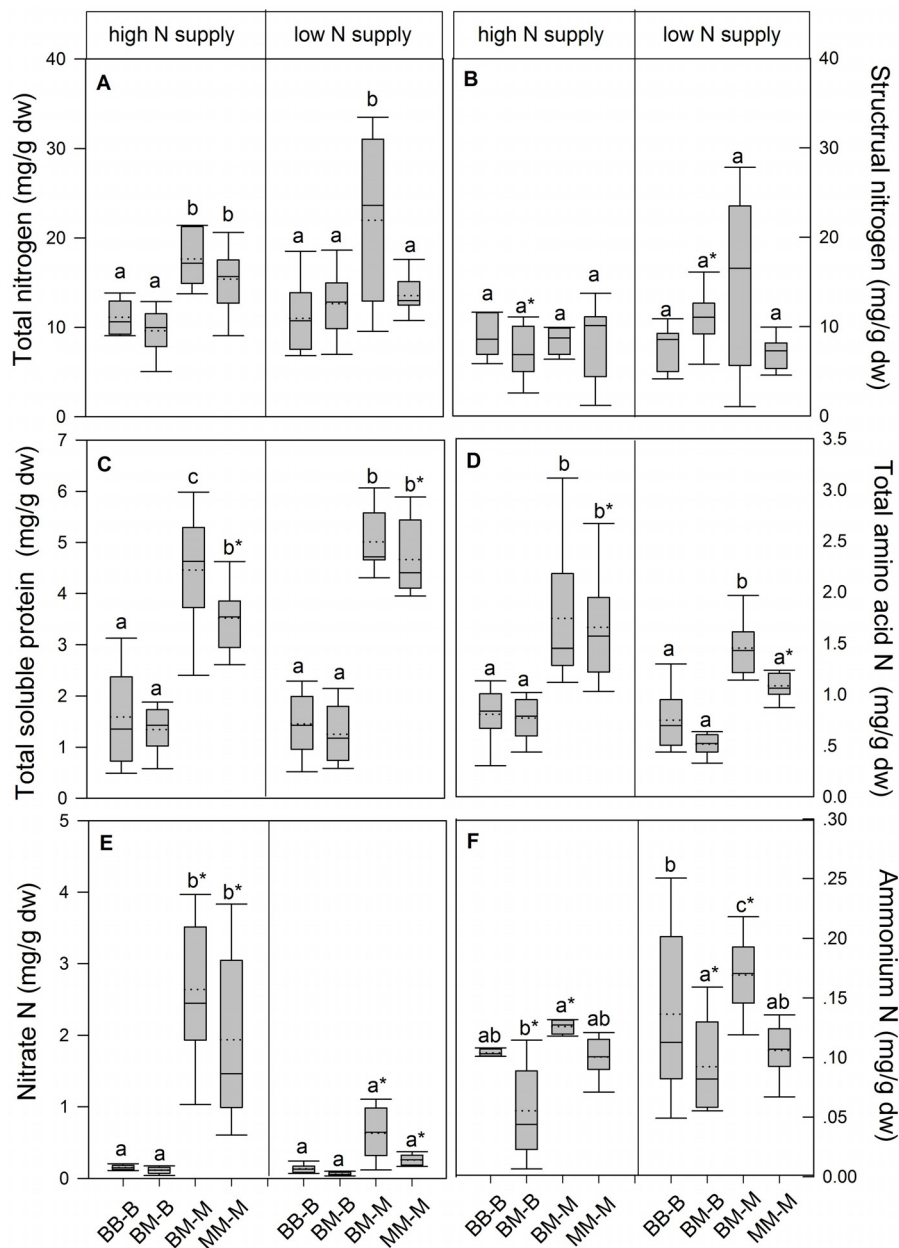 high N supply low N supply high N supply low N supply
A B
Total nitrogen (mg/g dw)
40
30
20
10
0
a a b b a a b a
a a* a a a a* a a
40
30
20
10
0
Structrual nitrogen (mg/g dw)
C D
Total soluble protein (mg/g dw)
7
6
5
4
3
2
1
0
a a c b* a a b b*
a a b b* a a b a*
3.5
3.0
2.5
2.0
1.5
1.0
.5
0.0
Total amino acid N (mg/g dw)
E F
Nitrate N (mg/g dw)
5
4
3
2
1
0
a a b* b* a a a* a*
ab b* a* ab b a* c* ab
.30
.25
.20
.15
.10
.05
0.00
Ammonium N (mg/g dw)
BB-B BM-B BM-M MM-M BB-B BM-B BM-M MM-M BB-B BM-B BM-M MM-M BB-B BM-B BM-M MM-M